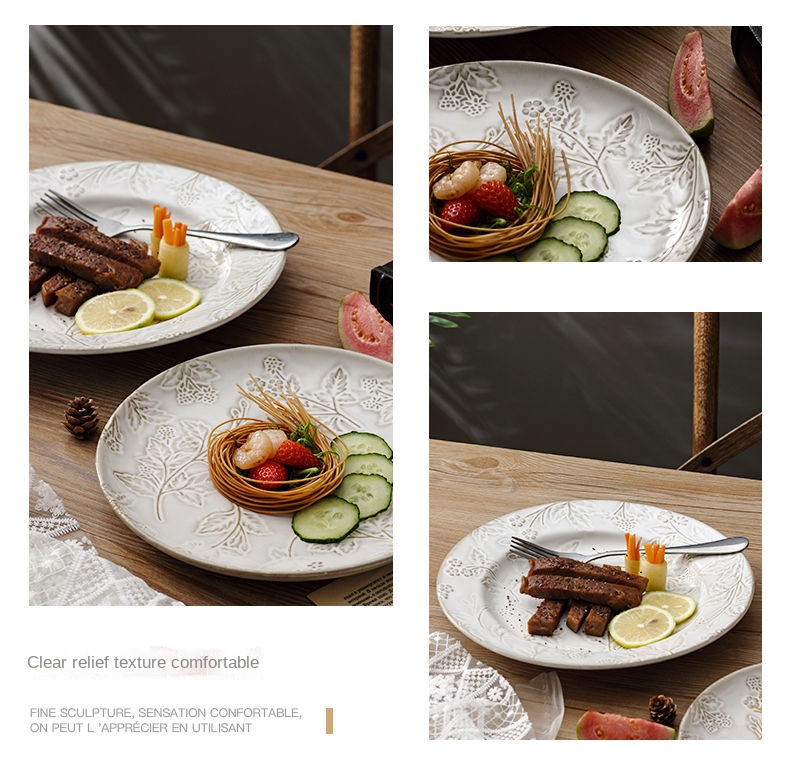 Clear relief texture comfortable
FINE SCULPTURE, SENSATION CONFORTABLE,
ON PEUT L 'APPRÉCIER EN UTILISANT